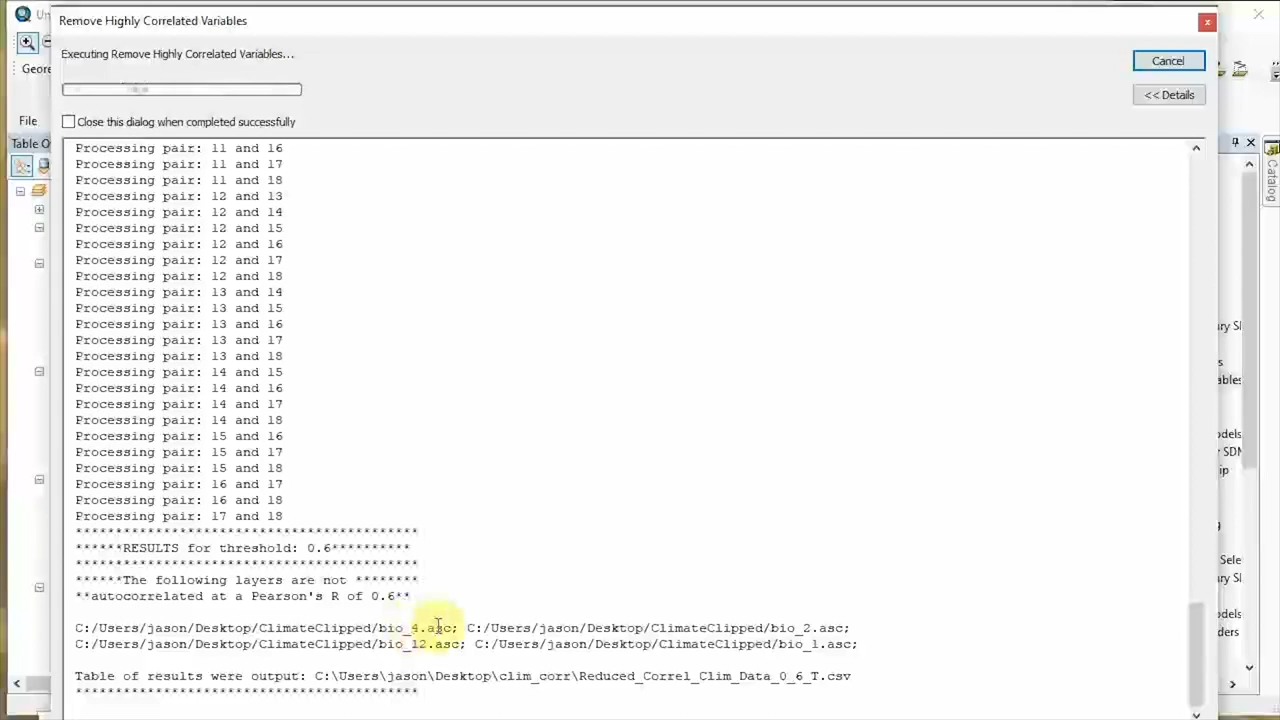 Un
Remove Highly Correlated Variables
x
Executing Remove Highly Correlated Variables...
Cancel
Geore
<< Details
File
Close this dialog when completed successfully
Table O
Catalog
Processing pair: 11 and 16
Processing pair: 11 and 17
Processing pair: 11 and 18
Processing pair: 12 and 13
Processing pair: 12 and 14
Processing pair: 12 and 15
Processing pair: 12 and 16
Processing pair: 12 and 17
Processing pair: 12 and 18
Processing pair: 13 and 14
Processing pair: 13 and 15
Processing pair: 13 and 16
Processing pair: 13 and 17
Processing pair: 13 and 18
Processing pair: 14 and 15
Processing pair: 14 and 16
Processing pair: 14 and 17
Processing pair: 14 and 18
Processing pair: 15 and 16
Processing pair: 15 and 17
Processing pair: 15 and 18
Processing pair: 16 and 17
Processing pair: 16 and 18
Processing pair: 17 and 18
*******************************************
******RESULTS for threshold: 0.6**********
*******************************************
******The following layers are not ********
**autocorrelated at a Pearson's R of 0.6**
C:/Users/jason/Desktop/ClimateClipped/bio_4.asc; C:/Users/jason/Desktop/ClimateClipped/bio_2.asc;
C:/Users/jason/Desktop/ClimateClipped/bio_12.asc; C:/Users/jason/Desktop/ClimateClipped/bio_1.asc;
Table of results were output: C:\Users\jason\Desktop\clim_corr\Reduced_Correl_Clim_Data_0_6_T.csv
*******************************************
ry SI
s
ables
odels
y SDM
ip
g
Selec
ry SI